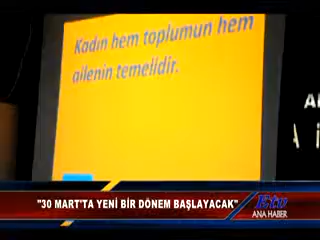 Kadın hem toplumun hem
ailenin temelidir.
"30 MART'TA YENİ BİR DÖNEM BAŞLAYACAK"
Eto
ANA HABER